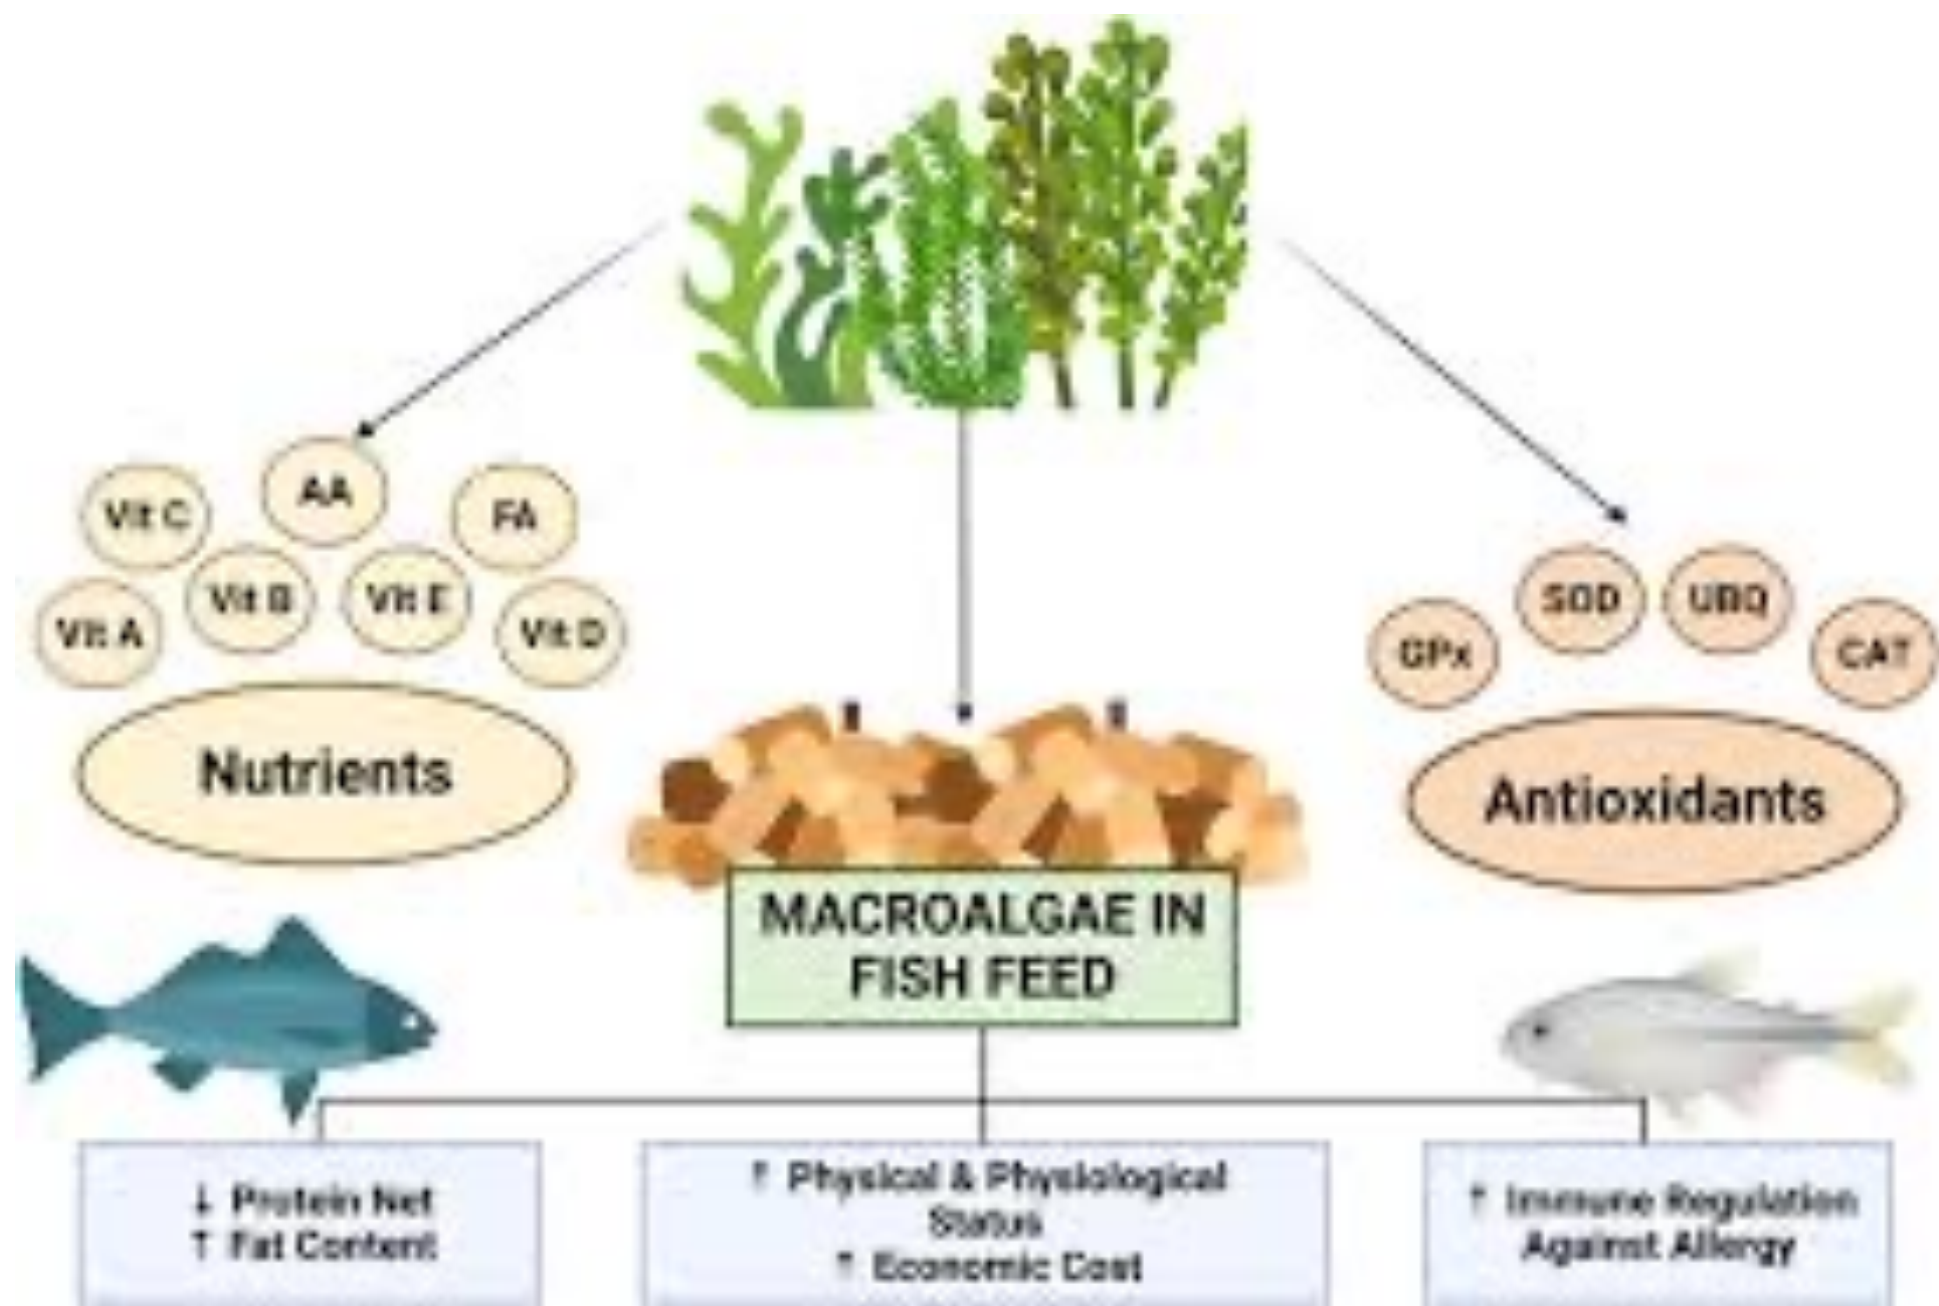 Vit C
AA
FA
Vit A
Vit B
Vit E
Vit D
Nutrients
GPx
SOD
UBQ
CAT
Antioxidants
MACROALGAE IN
FISH FEED
↓ Protein Net
↑ Fat Content
↑ Physical & Physiological
Status
↑ Economic Cost
↑ Immune Regulation
Against Allergy